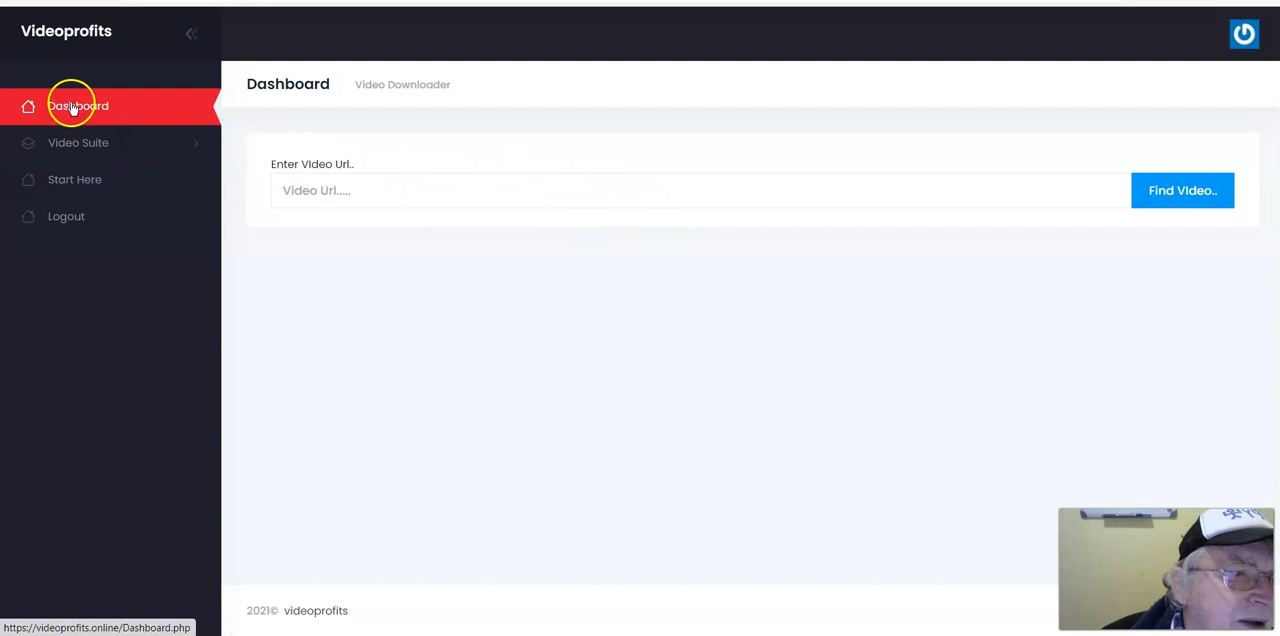 Videoprofits
Dashboard
Video Downloader
Dashboard
Video Suite
Start Here
Logout
Enter VIdeo Url..
Video Url.....
Find VIdeo..
2021© videoprofits
https://videoprofits.online/Dashboard.php